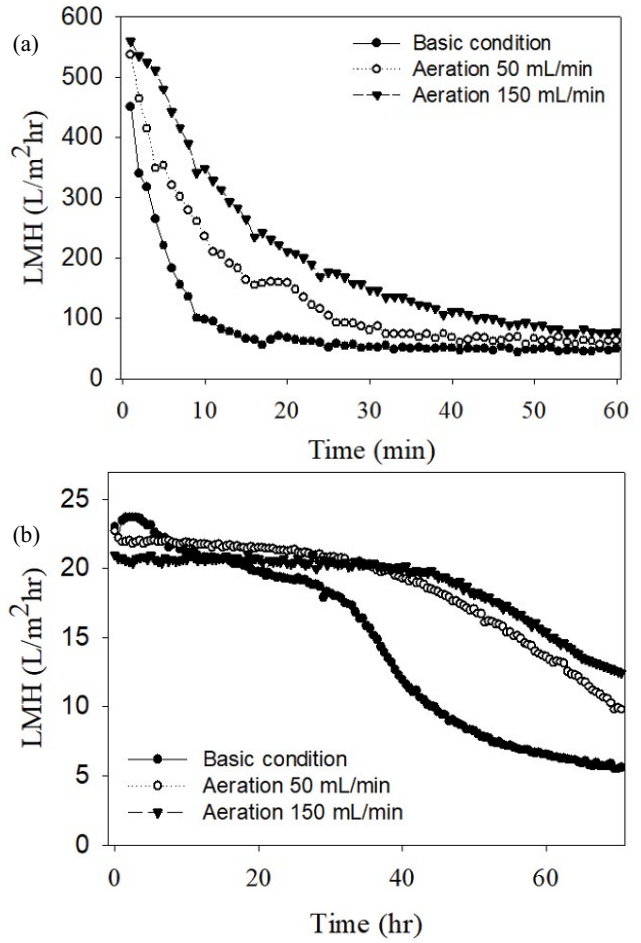 (a)
LMH (L/m²hr)
600
500
400
300
200
100
0
Basic condition
Aeration 50 mL/min
Aeration 150 mL/min
0 10 20 30 40 50 60
Time (min)
(b)
LMH (L/m²hr)
25
20
15
10
5
0
Basic condition
Aeration 50 mL/min
Aeration 150 mL/min
0 20 40 60
Time (hr)